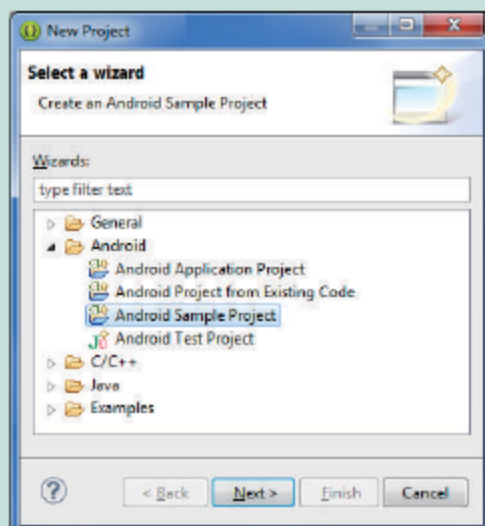 New Project
Select a wizard
Create an Android Sample Project
Wizards:
type filter text
General
Android
Android Application Project
Android Project from Existing Code
Android Sample Project
Android Test Project
C/C++
Java
Examples
? < Back Next > Finish Cancel